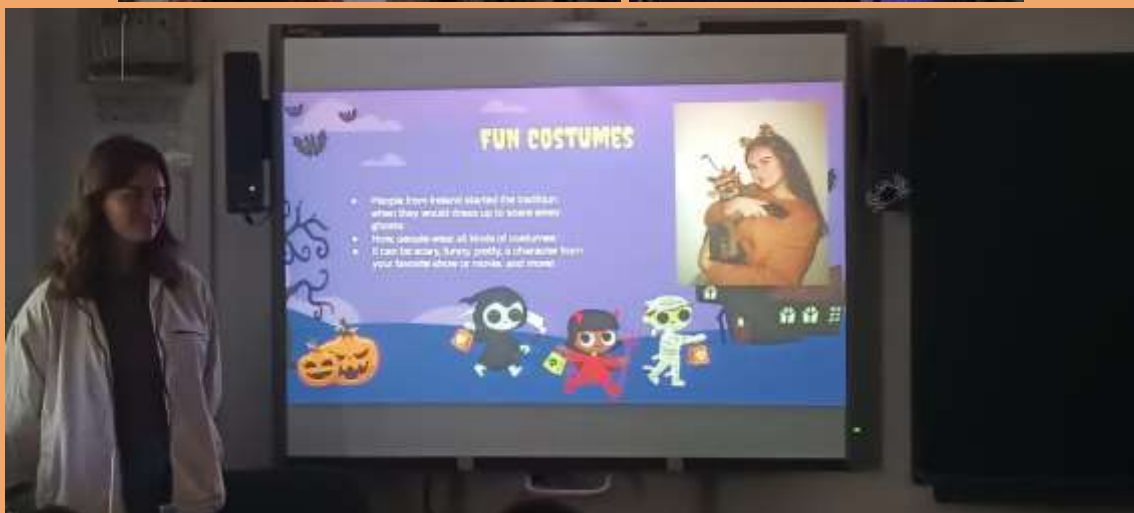 FUN COSTUMES
People from Ireland started the tradition
when they would dress up to scare away
ghosts
Now, people wear all kinds of costumes
It can be scary, funny, pretty, a character from
your favorite show or movie, and more!